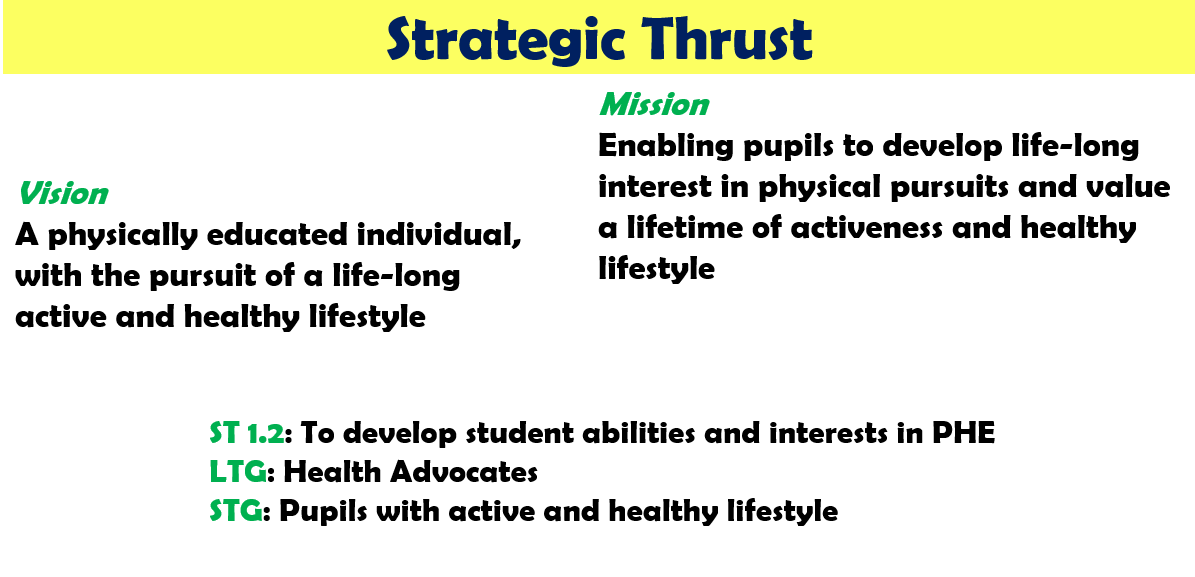 Strategic Thrust
Vision
A physically educated individual,
with the pursuit of a life-long
active and healthy lifestyle
Mission
Enabling pupils to develop life-long
interest in physical pursuits and value
a lifetime of activeness and healthy
lifestyle
ST 1.2: To develop student abilities and interests in PHE
LTG: Health Advocates
STG: Pupils with active and healthy lifestyle